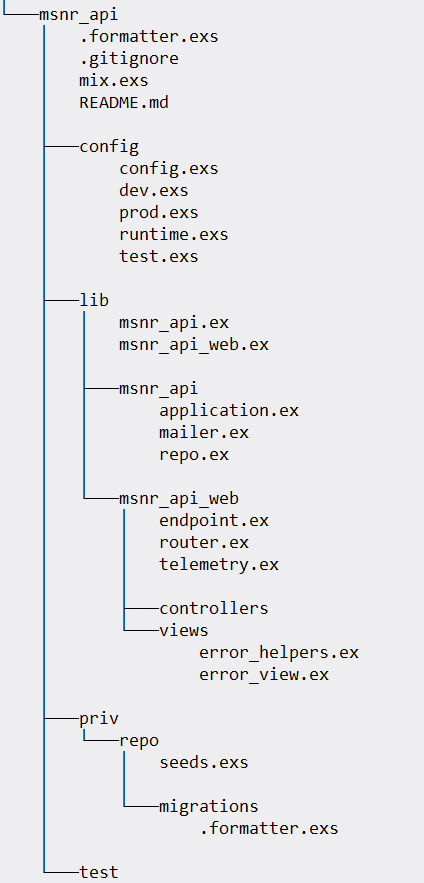 msnr_api
.formatter.exs
.gitignore
mix.exs
README.md
config
config.exs
dev.exs
prod.exs
runtime.exs
test.exs
lib
msnr_api.ex
msnr_api_web.ex
msnr_api
application.ex
mailer.ex
repo.ex
msnr_api_web
endpoint.ex
router.ex
telemetry.ex
controllers
views
error_helpers.ex
error_view.ex
priv
repo
seeds.exs
migrations
.formatter.exs
test